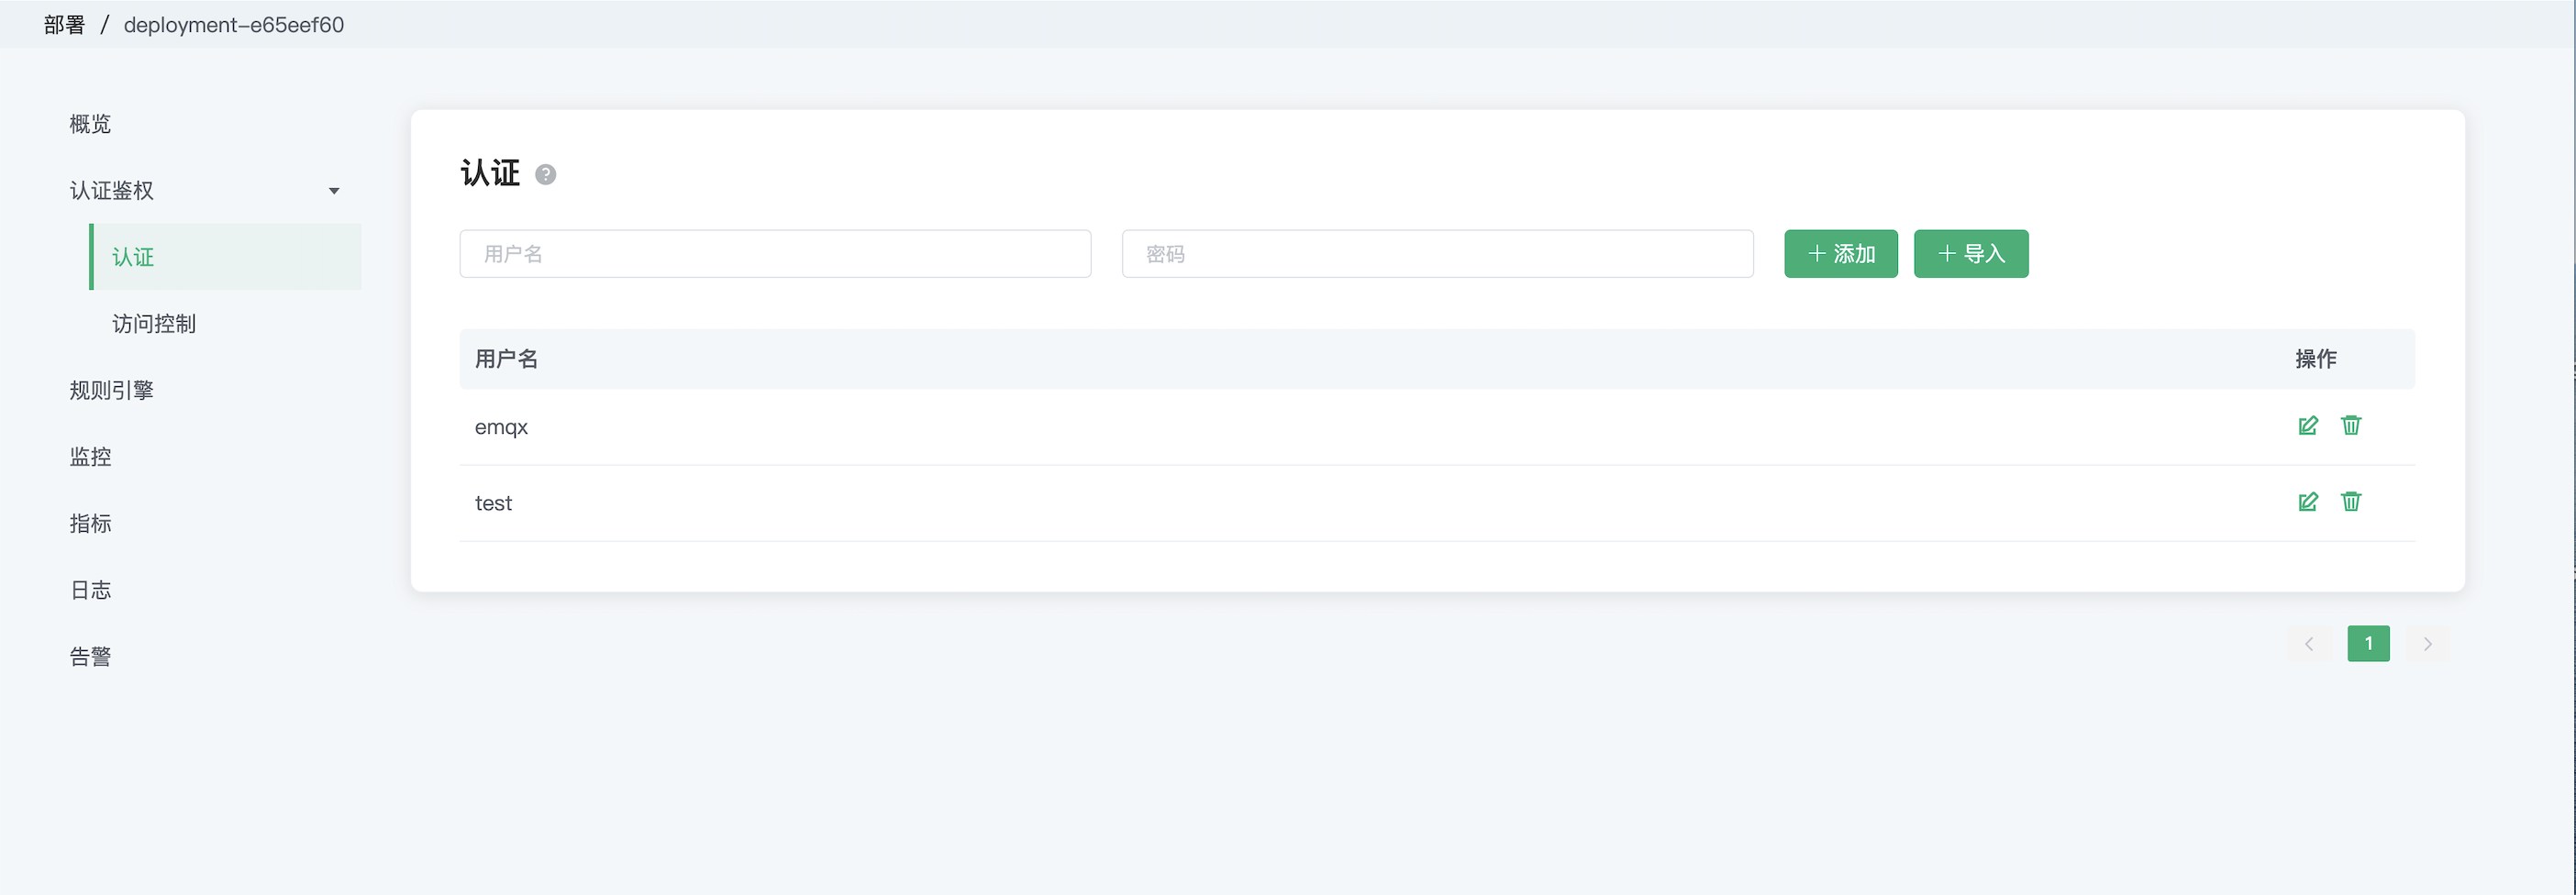 部署 / deployment-e65eef60
概览
认证鉴权
认证
访问控制
规则引擎
监控
指标
日志
告警
认证 ?
用户名 密码 + 添加 + 导入
用户名 操作
emqx
test
1